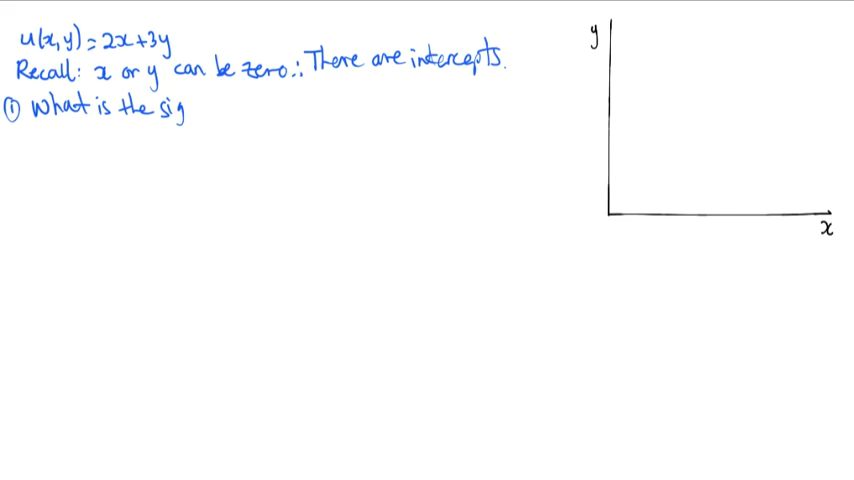 u(x,y)=2x+3y
Recall: x or y can be zero ∴ There are intercepts.
① What is the sig
y
x